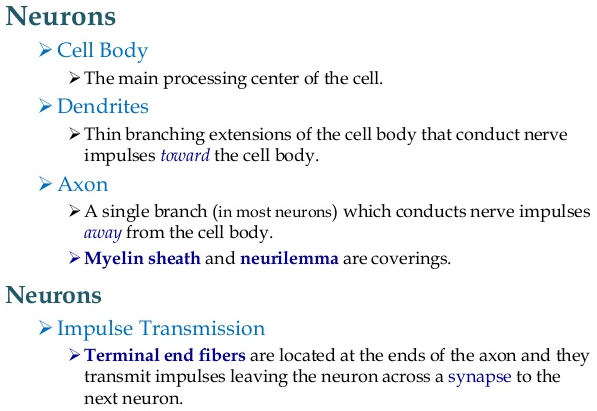 Neurons
➢ Cell Body
➢ The main processing center of the cell.
➢ Dendrites
➢ Thin branching extensions of the cell body that conduct nerve
impulses toward the cell body.
➢ Axon
➢ A single branch (in most neurons) which conducts nerve impulses
away from the cell body.
➢ Myelin sheath and neurilemma are coverings.
Neurons
➢ Impulse Transmission
➢ Terminal end fibers are located at the ends of the axon and they
transmit impulses leaving the neuron across a synapse to the
next neuron.